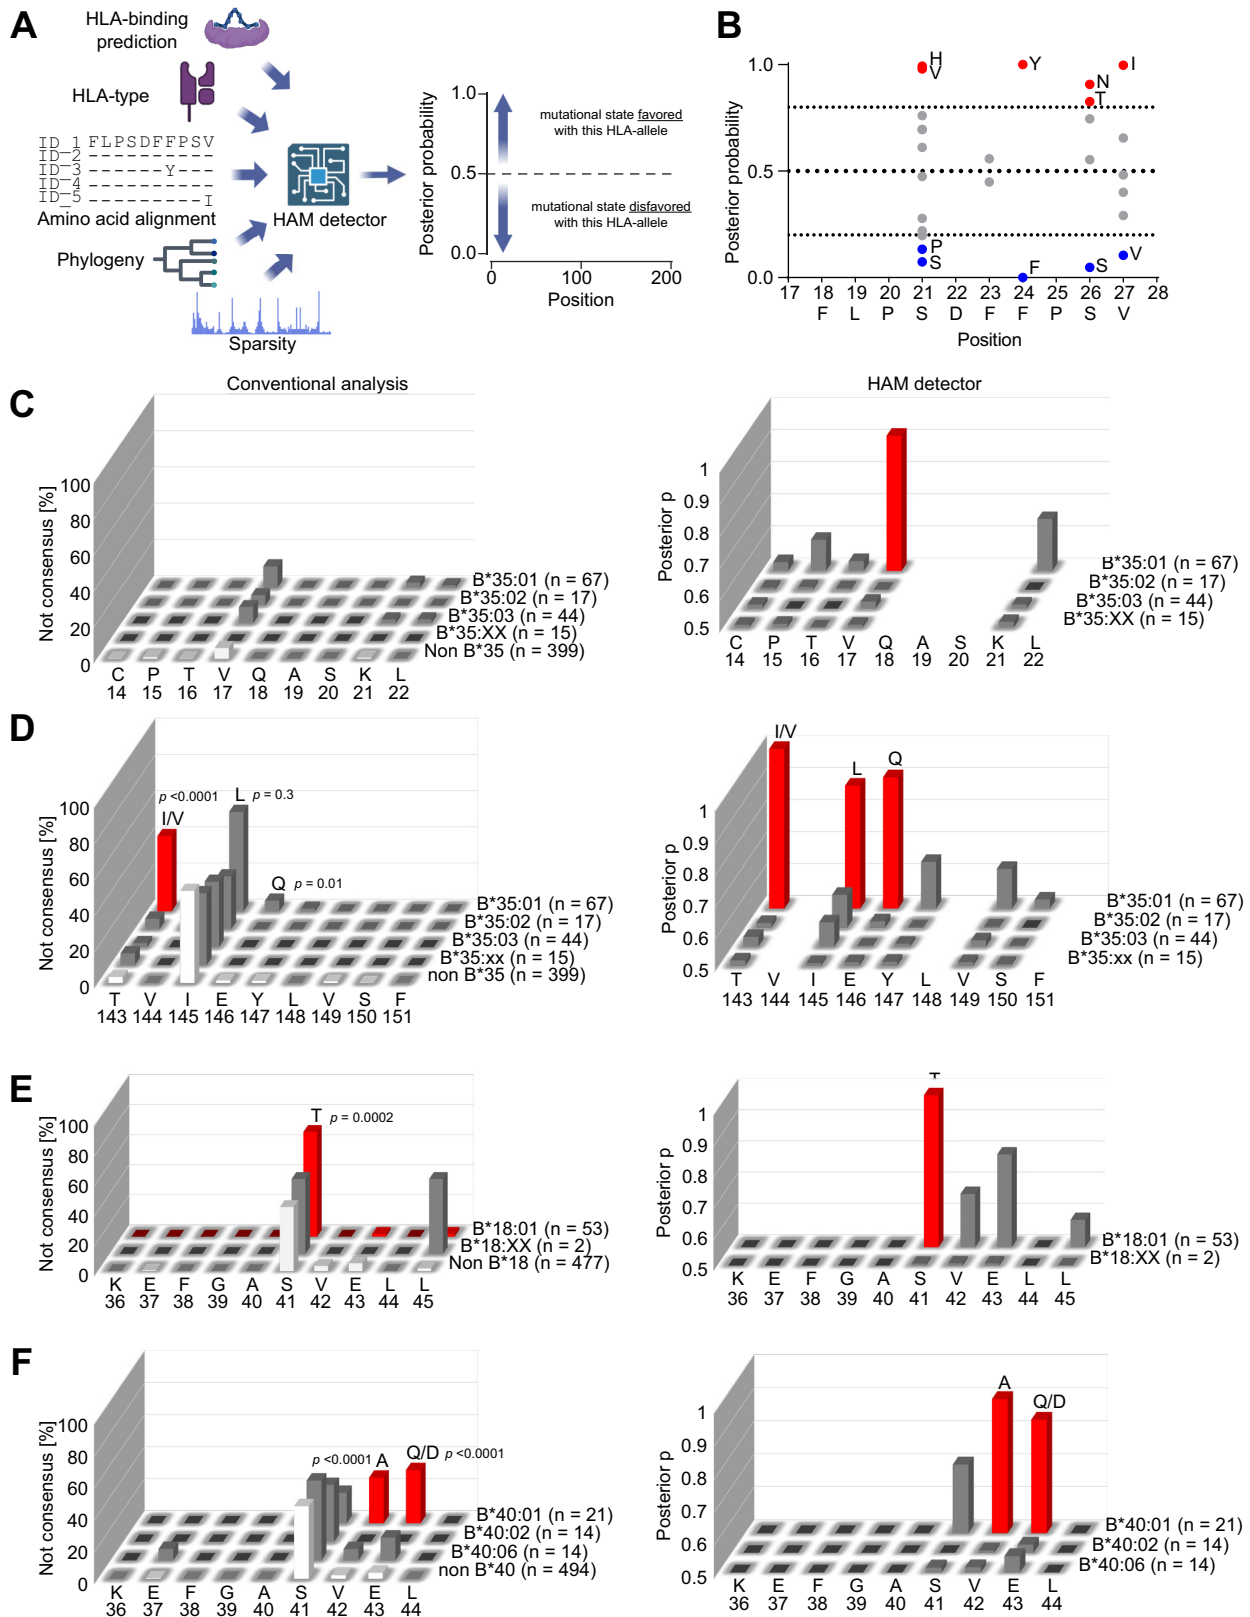 A
HLA-binding
prediction
HLA-type
ID_1 FLPSDFFPSV
ID_2 ----------
ID_3 -------Y---
ID_4 ----------
ID_5 ----------I
Amino acid alignment
Phylogeny
Sparsity
HAM detector
Posterior probability
1.0
0.5
0.0
mutational state favored
with this HLA-allele
mutational state disfavored
with this HLA-allele
0 100 200
Position
B
Posterior probability
1.0
0.5
0.0
H
V
Y
I
N
T
P
S
F
S
V
17 18 19 20 21 22 23 24 25 26 27 28
F L P S D F F P S V
Position
C
Conventional analysis
Not consensus [%]
100
80
60
40
20
0
B*35:01 (n = 67)
B*35:02 (n = 17)
B*35:03 (n = 44)
B*35:XX (n = 15)
Non B*35 (n = 399)
C P T V Q A S K L
14 15 16 17 18 19 20 21 22
HAM detector
Posterior p
1
0.9
0.8
0.7
0.6
0.5
B*35:01 (n = 67)
B*35:02 (n = 17)
B*35:03 (n = 44)
B*35:XX (n = 15)
C P T V Q A S K L
14 15 16 17 18 19 20 21 22
D
Not consensus [%]
100
80
60
40
20
0
p <0.0001
I/V
L p = 0.3
Q p = 0.01
B*35:01 (n = 67)
B*35:02 (n = 17)
B*35:03 (n = 44)
B*35:xx (n = 15)
non B*35 (n = 399)
T V I E Y L V S F
143 144 145 146 147 148 149 150 151
Posterior p
1
0.9
0.8
0.7
0.6
0.5
I/V
L
Q
B*35:01 (n = 67)
B*35:02 (n = 17)
B*35:03 (n = 44)
B*35:xx (n = 15)
T V I E Y L V S F
143 144 145 146 147 148 149 150 151
E
Not consensus [%]
100
80
60
40
20
0
T p = 0.0002
B*18:01 (n = 53)
B*18:XX (n = 2)
Non B*18 (n = 477)
K E F G A S V E L L
36 37 38 39 40 41 42 43 44 45
Posterior p
1
0.9
0.8
0.7
0.6
0.5
T
B*18:01 (n = 53)
B*18:XX (n = 2)
K E F G A S V E L L
36 37 38 39 40 41 42 43 44 45
F
Not consensus [%]
100
80
60
40
20
0
p <0.0001 A
Q/D p <0.0001
B*40:01 (n = 21)
B*40:02 (n = 14)
B*40:06 (n = 14)
non B*40 (n = 494)
K E F G A S V E L
36 37 38 39 40 41 42 43 44
Posterior p
1
0.9
0.8
0.7
0.6
0.5
A
Q/D
B*40:01 (n = 21)
B*40:02 (n = 14)
B*40:06 (n = 14)
K E F G A S V E L
36 37 38 39 40 41 42 43 44